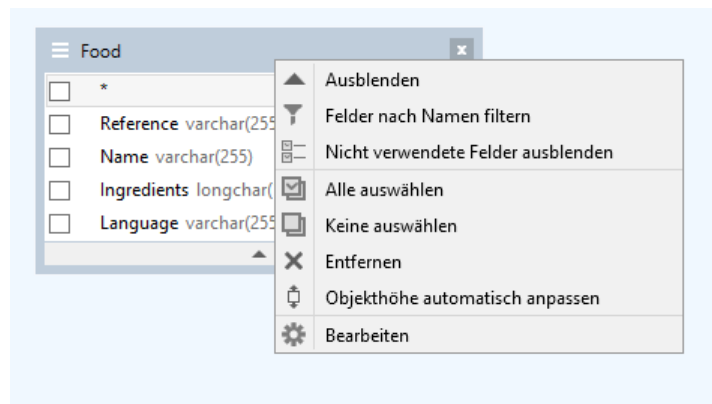 Food
x
*
Reference varchar(255
Name varchar(255)
Ingredients longchar(
Language varchar(255
Ausblenden
Felder nach Namen filtern
Nicht verwendete Felder ausblenden
Alle auswählen
Keine auswählen
Entfernen
Objekthöhe automatisch anpassen
Bearbeiten